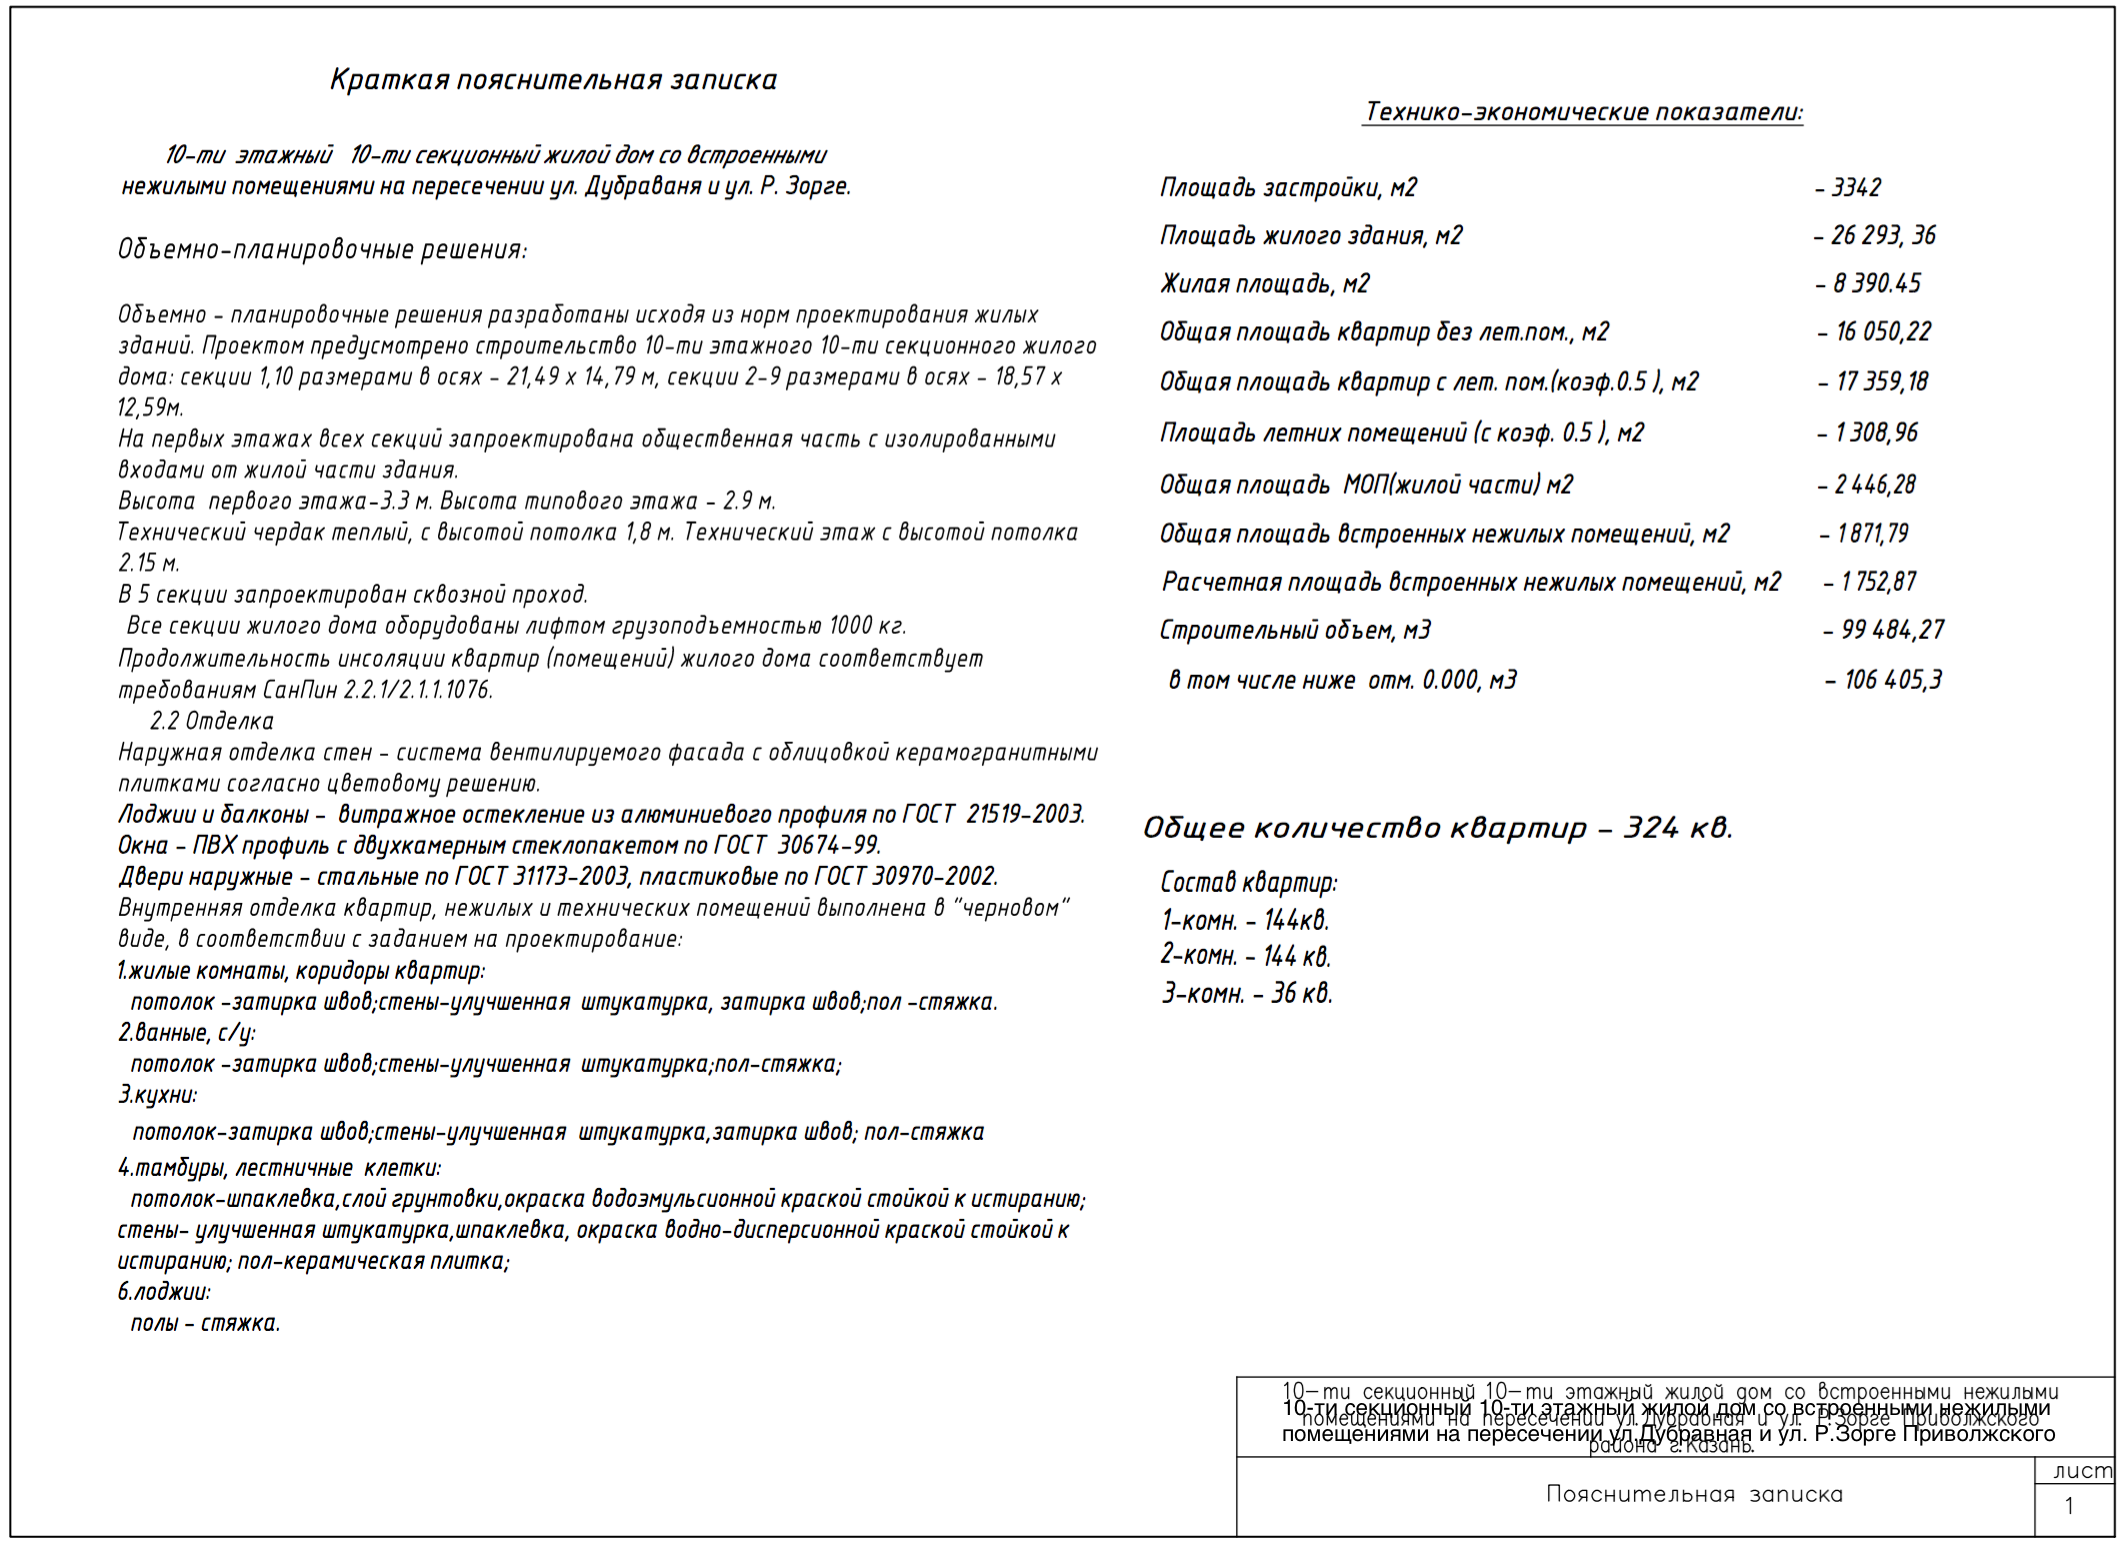 Краткая пояснительная записка
10-ти этажный 10-ти секционный жилой дом со встроенными
нежилыми помещениями на пересечении ул. Дубраваня и ул. Р. Зорге.
Объемно-планировочные решения:
Объемно - планировочные решения разработаны исходя из норм проектирования жилых
зданий. Проектом предусмотрено строительство 10-ти этажного 10-ти секционного жилого
дома: секции 1,10 размерами в осях - 21,49 х 14,79 м, секции 2-9 размерами в осях - 18,57 х
12,59м.
На первых этажах всех секций запроектирована общественная часть с изолированными
входами от жилой части здания.
Высота первого этажа-3.3 м. Высота типового этажа - 2.9 м.
Технический чердак теплый, с высотой потолка 1,8 м. Технический этаж с высотой потолка
2.15 м.
В 5 секции запроектирован сквозной проход.
Все секции жилого дома оборудованы лифтом грузоподъемностью 1000 кг.
Продолжительность инсоляции квартир (помещений) жилого дома соответствует
требованиям СанПин 2.2.1/2.1.1.1076.
2.2 Отделка
Наружная отделка стен - система вентилируемого фасада с облицовкой керамогранитными
плитками согласно цветовому решению.
Лоджии и балконы - витражное остекление из алюминиевого профиля по ГОСТ 21519-2003.
Окна - ПВХ профиль с двухкамерным стеклопакетом по ГОСТ 30674-99.
Двери наружные - стальные по ГОСТ 31173-2003, пластиковые по ГОСТ 30970-2002.
Внутренняя отделка квартир, нежилых и технических помещений выполнена в "черновом"
виде, в соответствии с заданием на проектирование:
1.жилые комнаты, коридоры квартир:
потолок -затирка швов;стены-улучшенная штукатурка, затирка швов;пол -стяжка.
2.ванные, с/у:
потолок -затирка швов;стены-улучшенная штукатурка;пол-стяжка;
3.кухни:
потолок-затирка швов;стены-улучшенная штукатурка,затирка швов; пол-стяжка
4.тамбуры, лестничные клетки:
потолок-шпаклевка,слой грунтовки,окраска водоэмульсионной краской стойкой к истиранию;
стены- улучшенная штукатурка,шпаклевка, окраска водно-дисперсионной краской стойкой к
истиранию; пол-керамическая плитка;
6.лоджии:
полы - стяжка.
Технико-экономические показатели:
Площадь застройки, м2 - 3342
Площадь жилого здания, м2 - 26 293, 36
Жилая площадь, м2 - 8 390.45
Общая площадь квартир без лет.пом., м2 - 16 050,22
Общая площадь квартир с лет. пом.(коэф.0.5 ), м2 - 17 359,18
Площадь летних помещений (с коэф. 0.5 ), м2 - 1 308,96
Общая площадь МОП(жилой части) м2 - 2 446,28
Общая площадь встроенных нежилых помещений, м2 - 1 871,79
Расчетная площадь встроенных нежилых помещений, м2 - 1 752,87
Строительный объем, м3 - 99 484,27
в том числе ниже отм. 0.000, м3 - 106 405,3
Общее количество квартир - 324 кв.
Состав квартир:
1-комн. - 144кв.
2-комн. - 144 кв.
3-комн. - 36 кв.
10-ти секционный 10-ти этажный жилой дом со встроенными нежилыми
10-ти секционный 10-ти этажный жилой дом со встроенными нежилыми
помещениями на пересечении ул.Дубравная и ул. Р.Зорге Приволжского
помещениями на пересечении ул.Дубравная и ул. Р.Зорге Приволжского
района г.Казань.
Пояснительная записка
лист
1